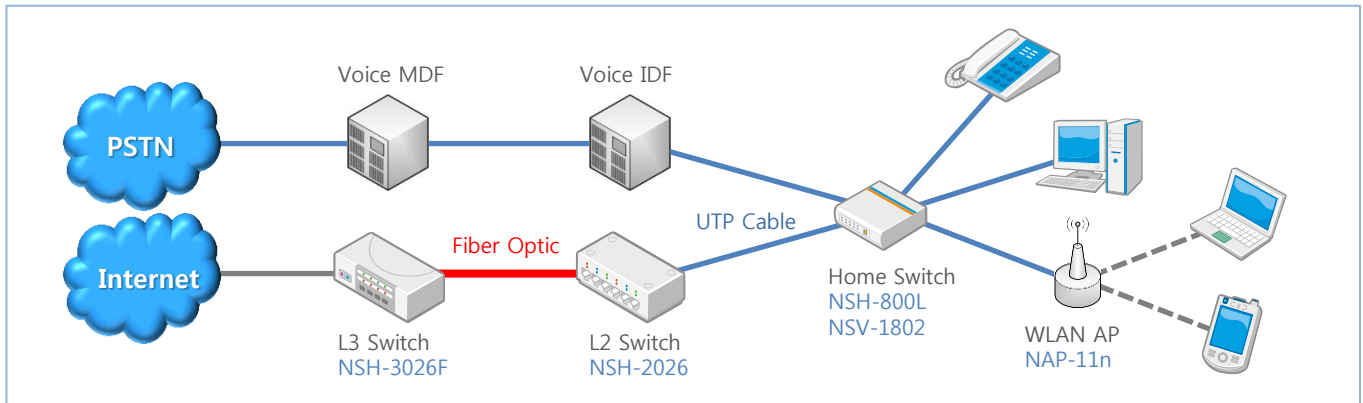 Voice MDF
Voice IDF
PSTN
UTP Cable
Fiber Optic
Internet
Home Switch
NSH-800L
NSV-1802
L3 Switch
NSH-3026F
L2 Switch
NSH-2026
WLAN AP
NAP-11n